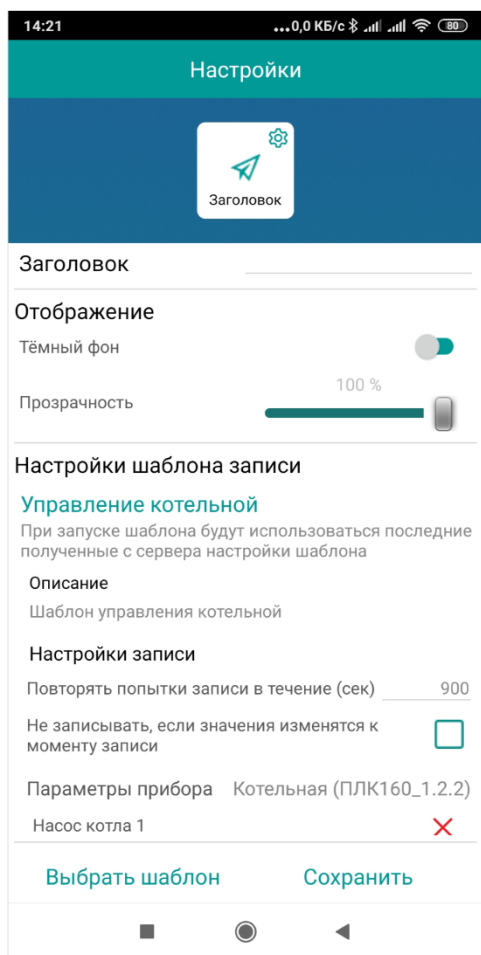 14:21 ...0,0 КБ/с 80
Настройки
Заголовок
Заголовок
Отображение
Тёмный фон
100 %
Прозрачность
Настройки шаблона записи
Управление котельной
При запуске шаблона будут использоваться последние
полученные с сервера настройки шаблона
Описание
Шаблон управления котельной
Настройки записи
Повторять попытки записи в течение (сек) 900
Не записывать, если значения изменятся к
моменту записи
Параметры прибора Котельная (ПЛК160_1.2.2)
Насос котла 1
Выбрать шаблон Сохранить